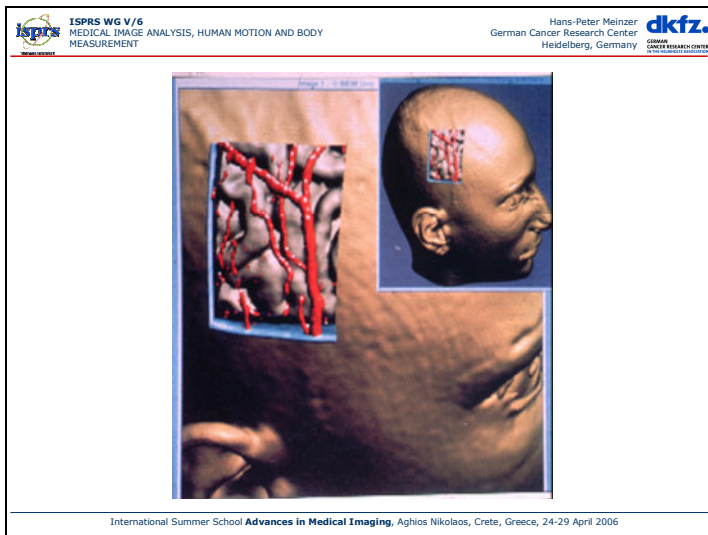 isprs
ISPRS WG V/6
MEDICAL IMAGE ANALYSIS, HUMAN MOTION AND BODY
MEASUREMENT
Hans-Peter Meinzer
German Cancer Research Center
Heidelberg, Germany
dkfz.
GERMAN
CANCER RESEARCH CENTER
IN THE HELMHOLTZ ASSOCIATION
International Summer School Advances in Medical Imaging, Aghios Nikolaos, Crete, Greece, 24-29 April 2006